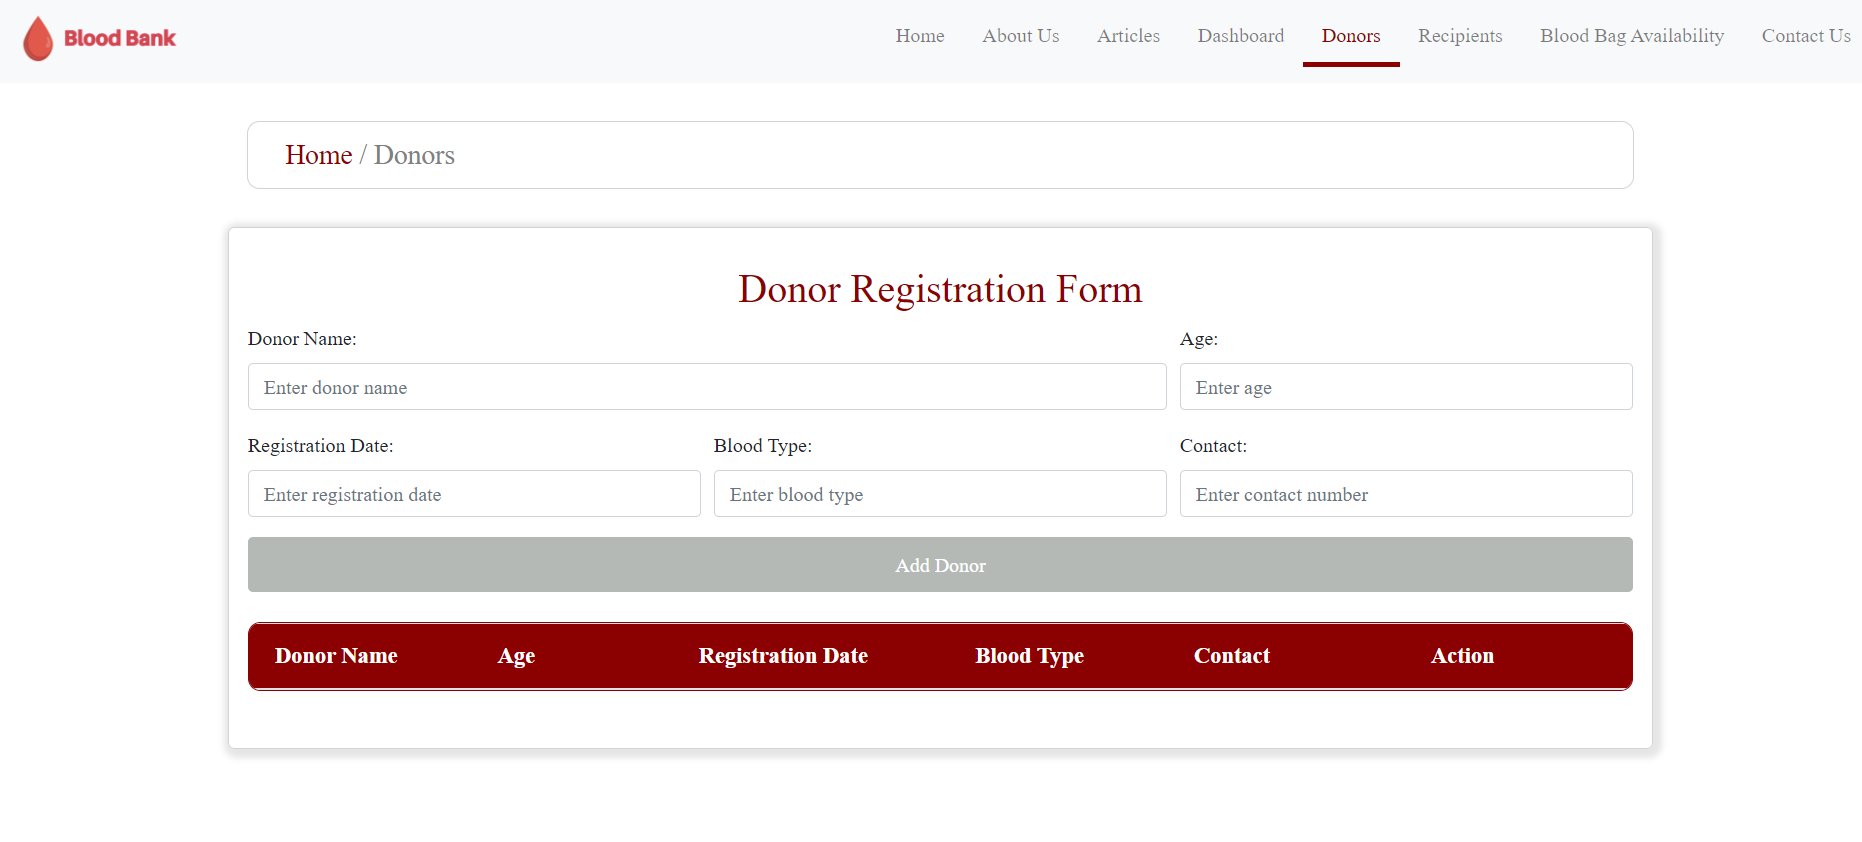 Blood Bank
Home About Us Articles Dashboard Donors Recipients Blood Bag Availability Contact Us
Home / Donors
Donor Registration Form
Donor Name: Age:
Enter donor name Enter age
Registration Date: Blood Type: Contact:
Enter registration date Enter blood type Enter contact number
Add Donor
Donor Name Age Registration Date Blood Type Contact Action